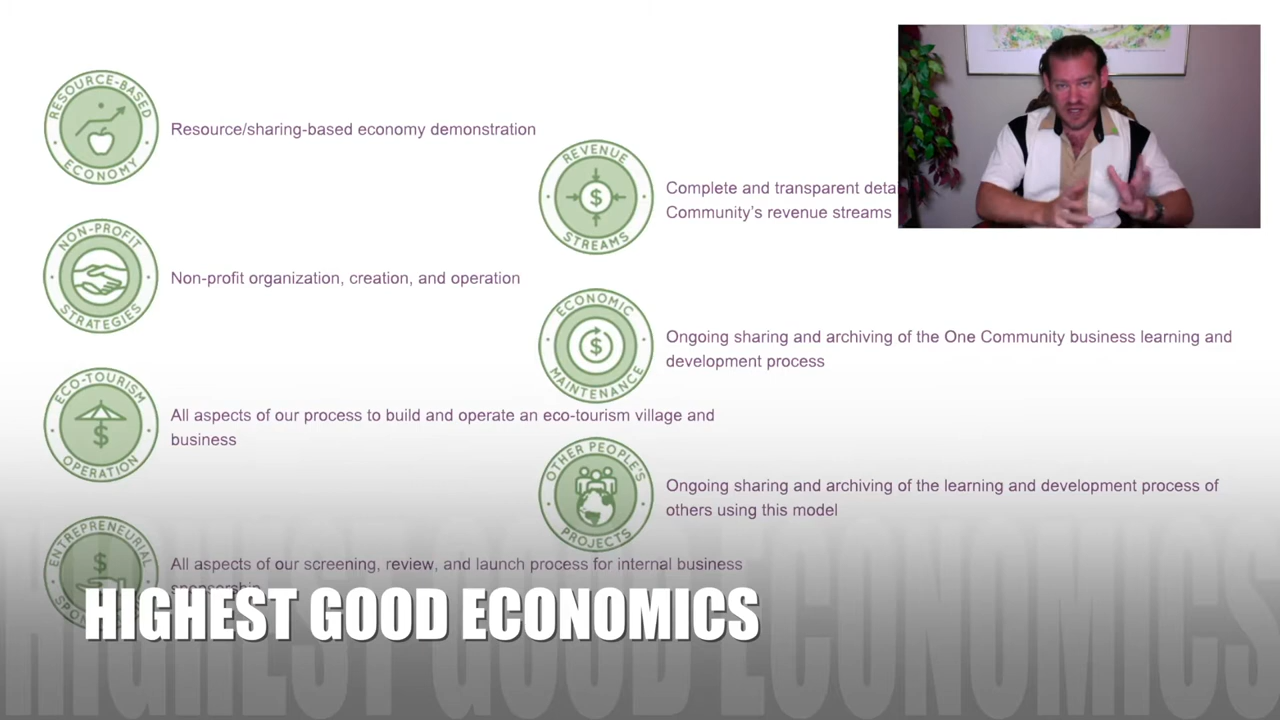 RESOURCE-BASED
ECONOMY
Resource/sharing-based economy demonstration
NON-PROFIT
STRATEGIES
Non-profit organization, creation, and operation
ECO-TOURISM
$
OPERATION
All aspects of our process to build and operate an eco-tourism village and
business
ENTREPRENEURIAL
$
All aspects of our screening, review, and launch process for internal business
sponsorship
REVENUE
$
STREAMS
Complete and transparent deta
Community's revenue streams
ECONOMIC
$
MAINTENANCE
Ongoing sharing and archiving of the One Community business learning and
development process
OTHER PEOPLE'S
PROJECTS
Ongoing sharing and archiving of the learning and development process of
others using this model
HIGHEST GOOD ECONOMICS
HIGHEST GOOD ECONOMICS